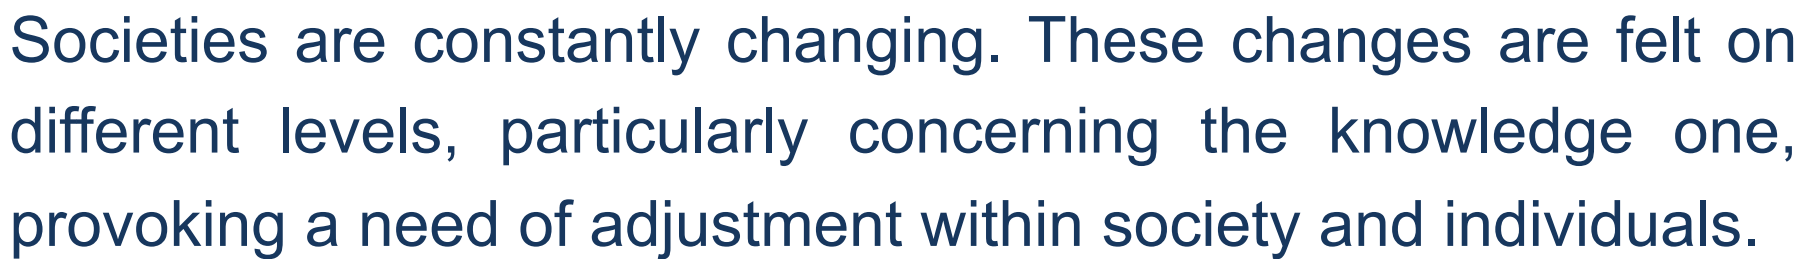 Societies are constantly changing. These changes are felt on
different levels, particularly concerning the knowledge one,
provoking a need of adjustment within society and individuals.